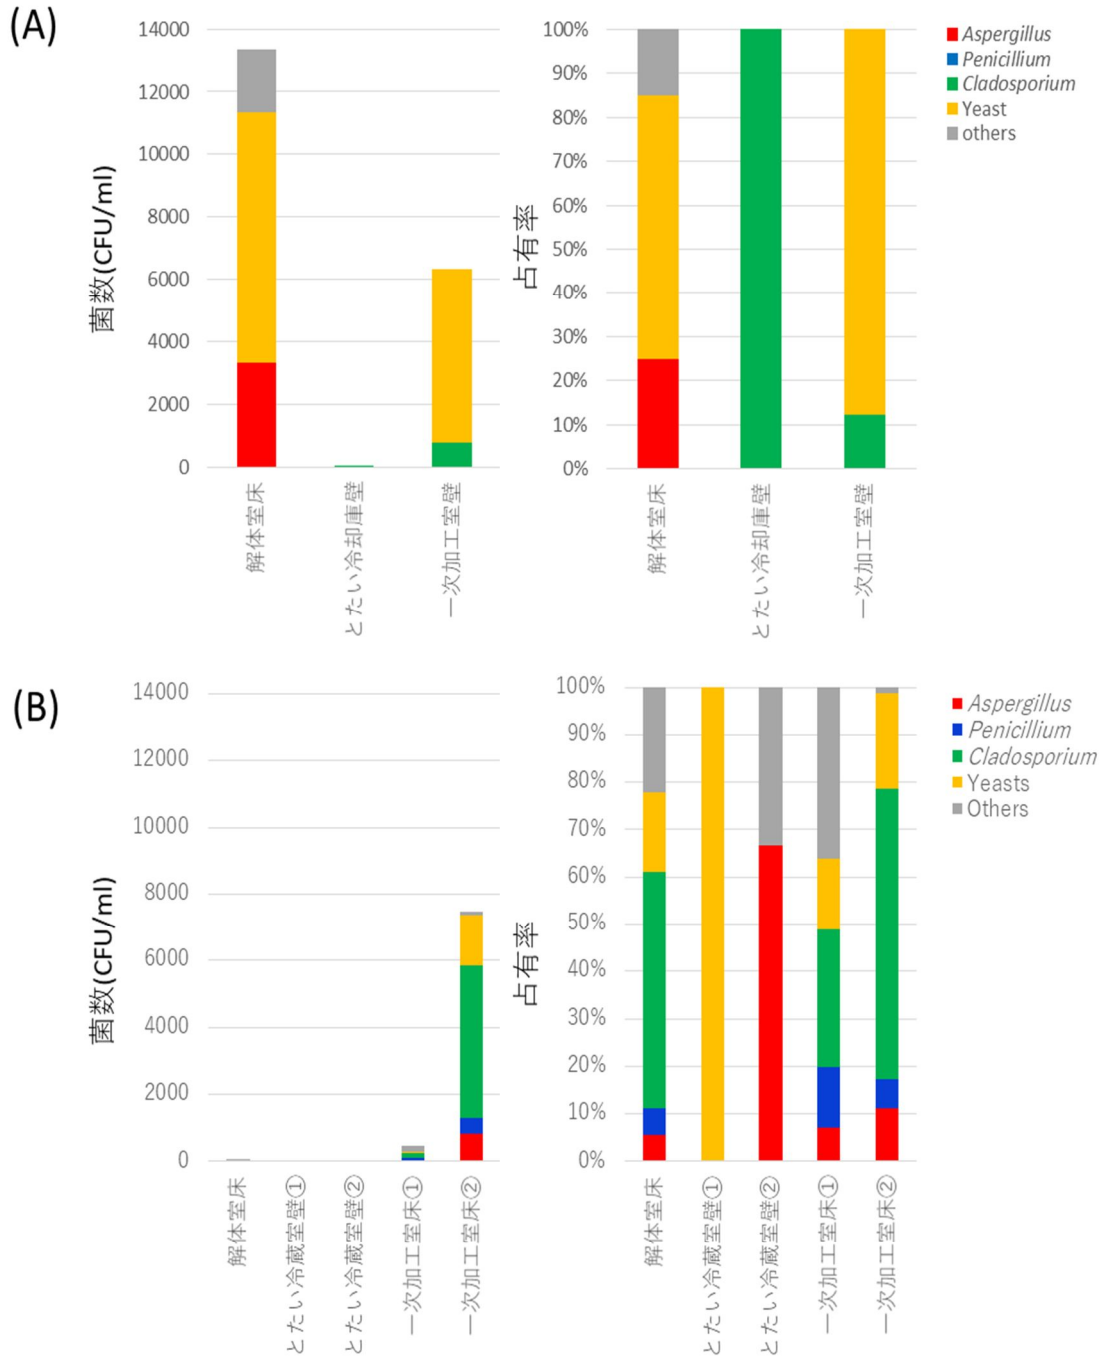 (A)
菌数(CFU/ml)
14000
12000
10000
8000
6000
4000
2000
0
解体室床
とたい冷却庫壁
一次加工室壁
占有率
100%
90%
80%
70%
60%
50%
40%
30%
20%
10%
0%
解体室床
とたい冷却庫壁
一次加工室壁
Aspergillus
Penicillium
Cladosporium
Yeast
others
(B)
菌数(CFU/ml)
14000
12000
10000
8000
6000
4000
2000
0
解体室床
とたい冷蔵室壁①
とたい冷蔵室壁②
一次加工室床①
一次加工室床②
占有率
100%
90%
80%
70%
60%
50%
40%
30%
20%
10%
0%
解体室床
とたい冷蔵室壁①
とたい冷蔵室壁②
一次加工室床①
一次加工室床②
Aspergillus
Penicillium
Cladosporium
Yeasts
Others